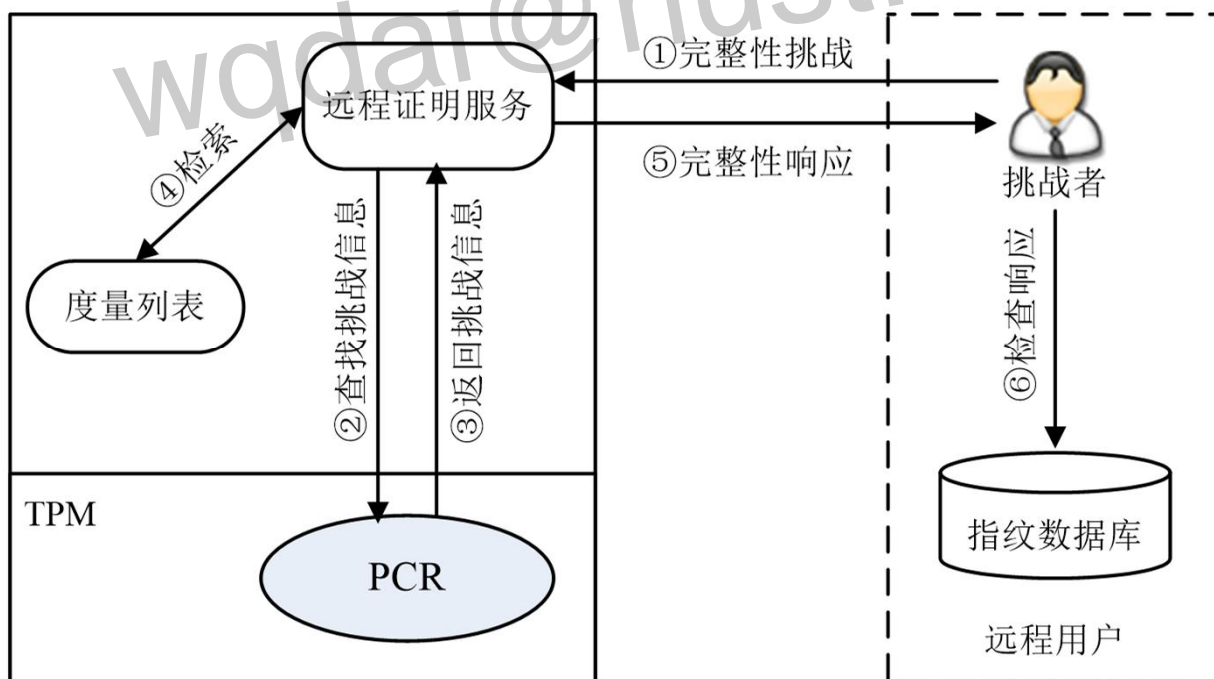 ①完整性挑战
远程证明服务
⑤完整性响应
挑战者
④检索
度量列表
②查找挑战信息
③返回挑战信息
⑥检查响应
TPM
PCR
指纹数据库
远程用户